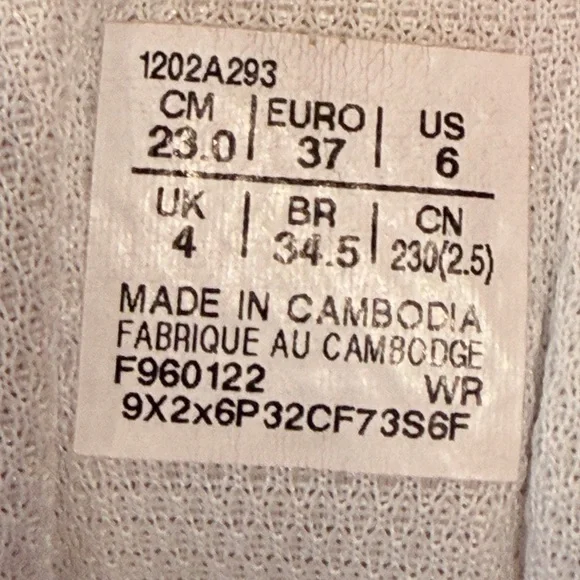 1202A293
CM EURO US
23.0 37 6
UK BR CN
4 34.5 230(2.5)
MADE IN CAMBODIA
FABRIQUE AU CAMBODGE
F960122 WR
9X2x6P32CF73S6F